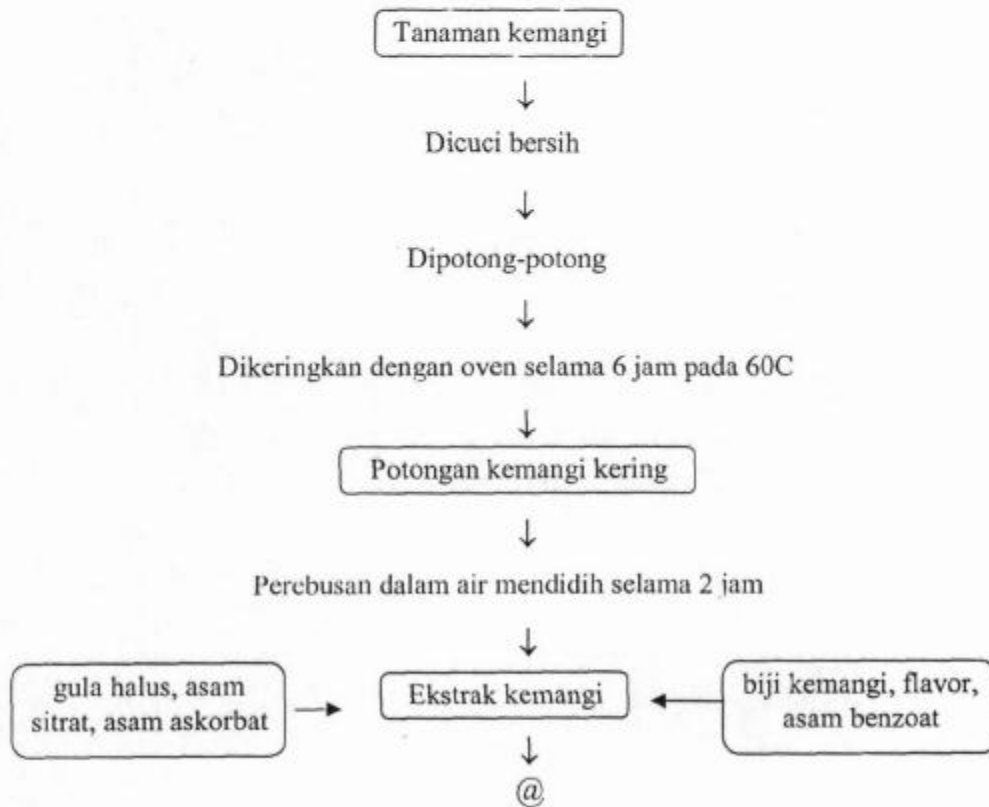 Tanaman kemangi
Dicuci bersih
Dipotong-potong
Dikeringkan dengan oven selama 6 jam pada 60C
Potongan kemangi kering
Perebusan dalam air mendidih selama 2 jam
gula halus, asam
sitrat, asam askorbat
Ekstrak kemangi
biji kemangi, flavor,
asam benzoat
@